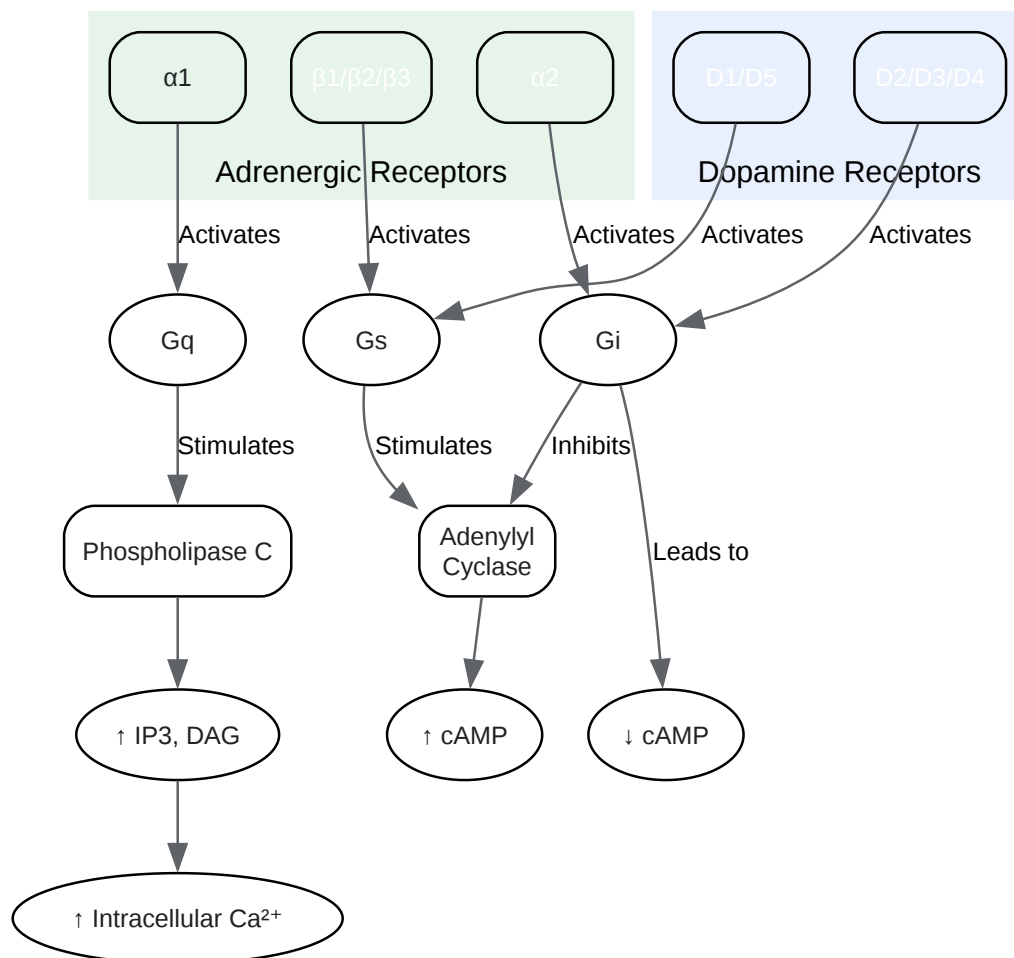 α1
β1/β2/β3
α2
D1/D5
D2/D3/D4
Adrenergic Receptors
Dopamine Receptors
Activates
Activates
Activates
Activates
Activates
Gq
Gs
Gi
Stimulates
Stimulates
Inhibits
Phospholipase C
Adenylyl
Cyclase
Leads to
↑ IP3, DAG
↑ cAMP
↓ cAMP
↑ Intracellular Ca²⁺